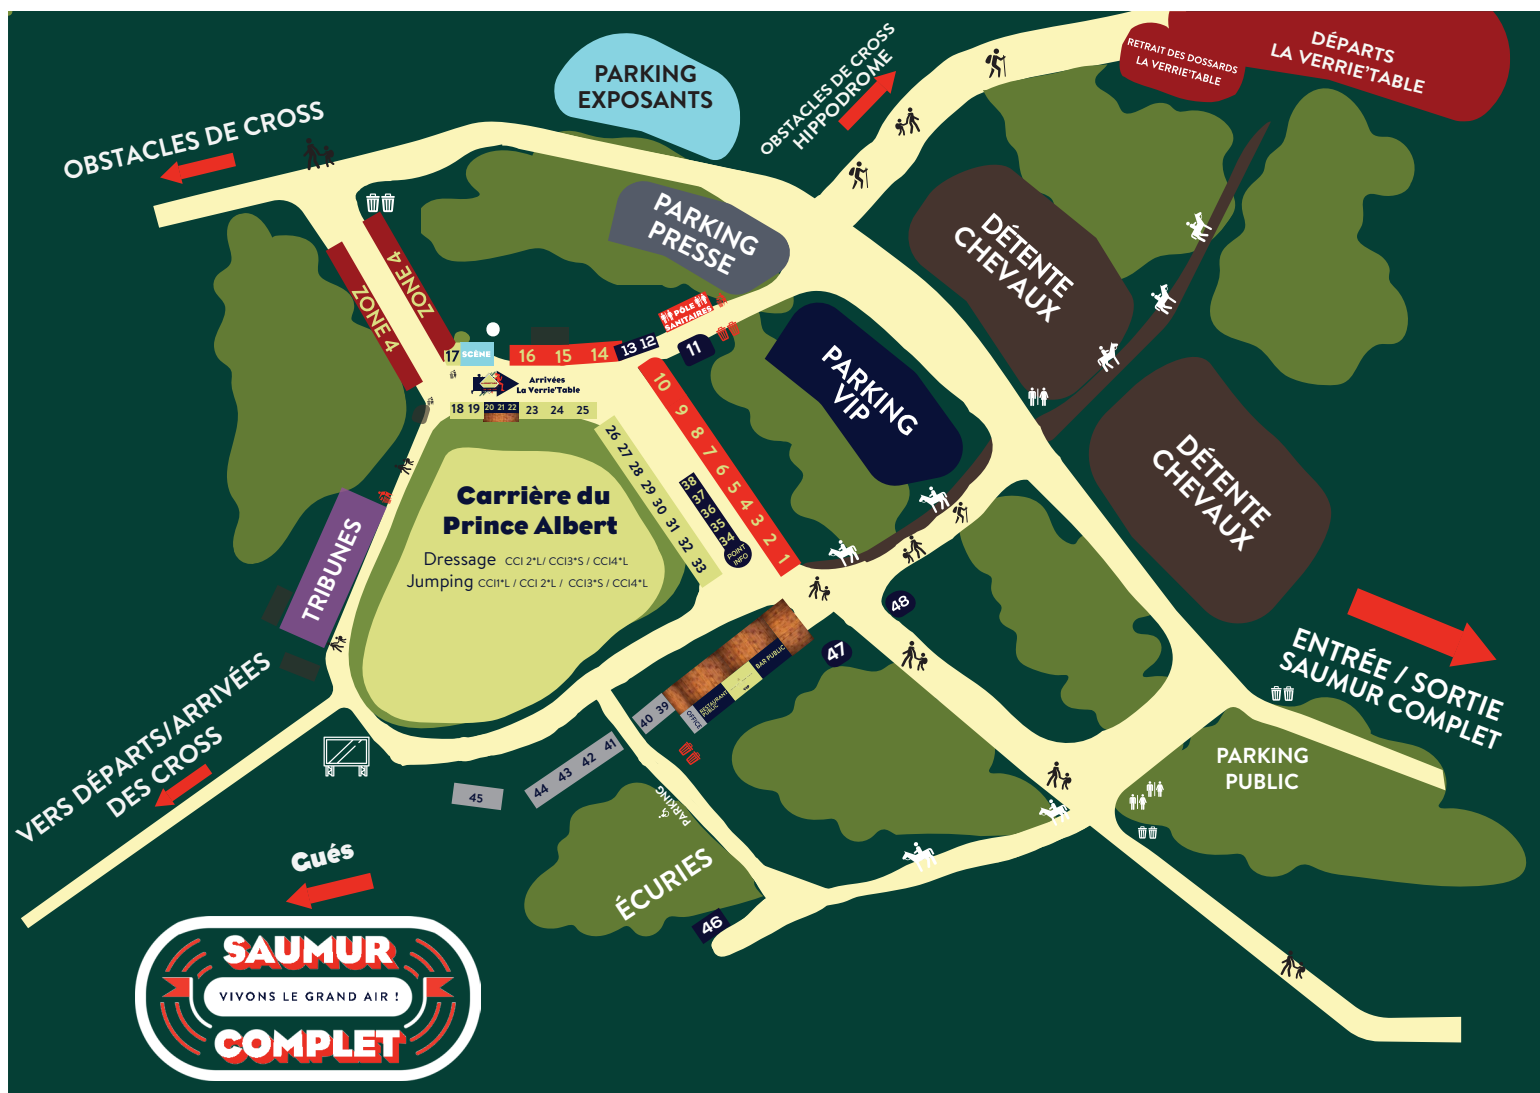 PARKING
EXPOSANTS
OBSTACLES DE CROSS
HIPPODROME
RETRAIT DES DOSSARDS
LA VERRIE'TABLE
DÉPARTS
LA VERRIE'TABLE
OBSTACLES DE CROSS
PARKING
PRESSE
DÉTENTE
CHEVAUX
ZONE 4
ZONE 4
PÔLE
SANITAIRES
17
SCÈNE
16
15
14
13
12
11
Arrivées
La Verrie'Table
PARKING
VIP
18
19
20
21
22
23
24
25
10
9
8
7
6
5
4
3
2
1
26
27
28
29
30
31
32
33
38
37
36
35
34
POINT
INFO
DÉTENTE
CHEVAUX
Carrière du
Prince Albert
Dressage CCI 2*L/ CCI3*S / CCI4*L
Jumping CCI1*L / CCI 2*L / CCI3*S / CCI4*L
TRIBUNES
48
47
BAR PUBLIC
RESTAURANT
PUBLIC
OFFICE
39
40
41
42
43
44
45
ENTRÉE / SORTIE
SAUMUR COMPLET
VERS DÉPARTS/ARRIVÉES
DES CROSS
PARKING
PUBLIC
PARKING
ÉCURIES
46
Gués
SAUMUR
VIVONS LE GRAND AIR !
COMPLET